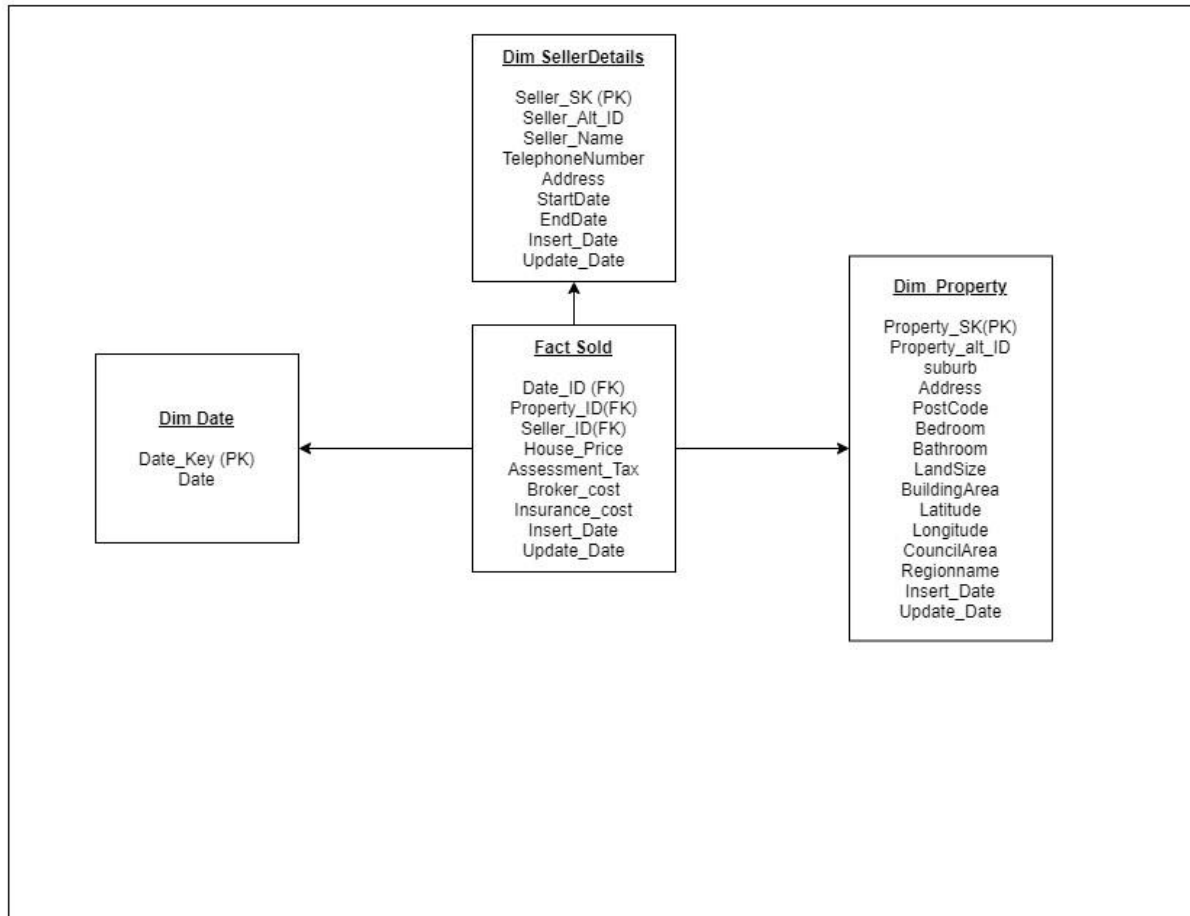 Dim SellerDetails
Seller_SK (PK)
Seller_Alt_ID
Seller_Name
TelephoneNumber
Address
StartDate
EndDate
Insert_Date
Update_Date
Dim Date
Date_Key (PK)
Date
Fact Sold
Date_ID (FK)
Property_ID(FK)
Seller_ID(FK)
House_Price
Assessment_Tax
Broker_cost
Insurance_cost
Insert_Date
Update_Date
Dim_Property
Property_SK(PK)
Property_alt_ID
suburb
Address
PostCode
Bedroom
Bathroom
LandSize
BuildingArea
Latitude
Longitude
CouncilArea
Regionname
Insert_Date
Update_Date